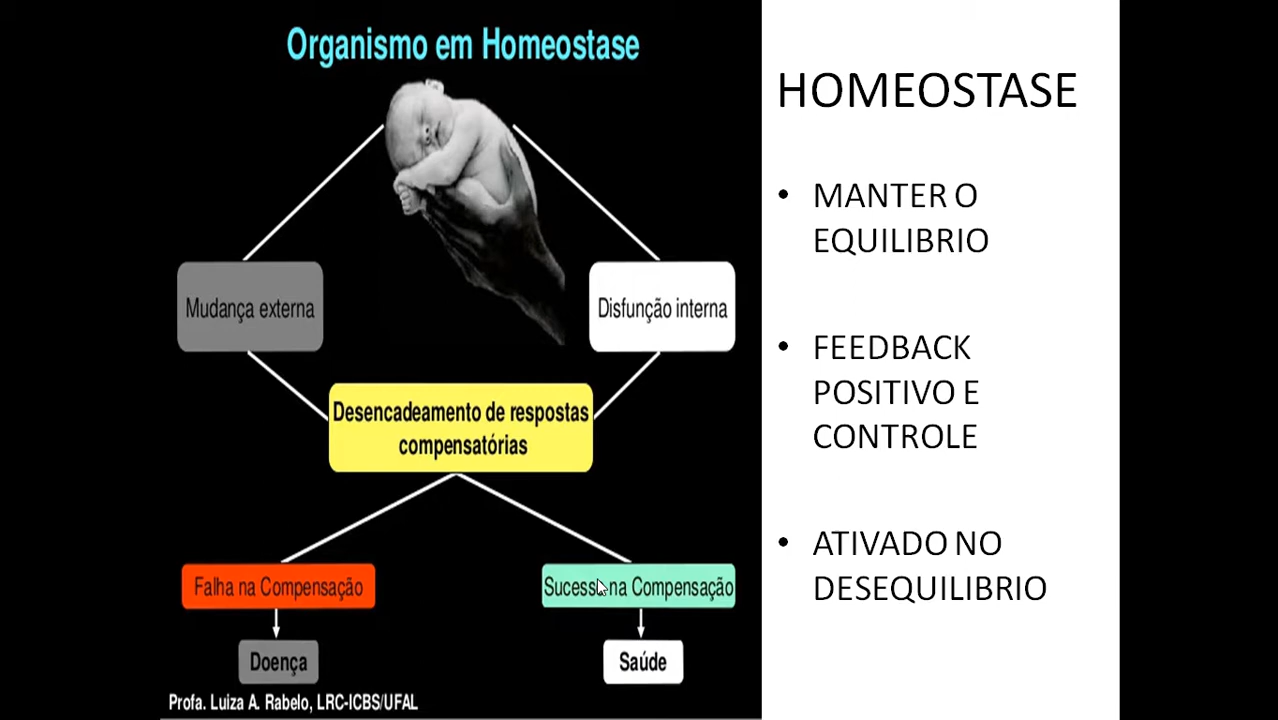 Organismo em Homeostase
Mudança externa
Disfunção interna
Desencadeamento de respostas
compensatórias
Falha na Compensação
Sucesso na Compensação
Doença
Saúde
Profa. Luiza A. Rabelo, LRC-ICBS/UFAL
HOMEOSTASE
• MANTER O
EQUILIBRIO
• FEEDBACK
POSITIVO E
CONTROLE
• ATIVADO NO
DESEQUILIBRIO